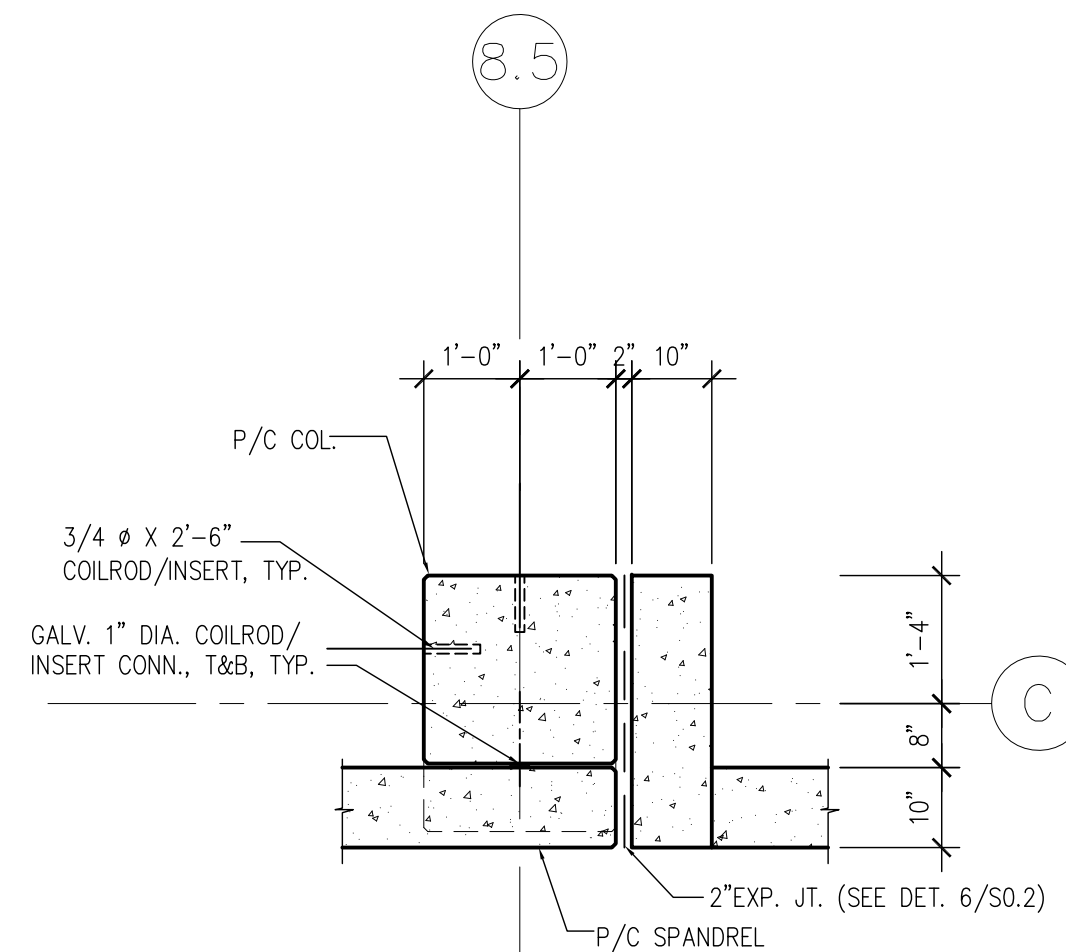 8.5
1'-0" 1'-0" 2" 10"
P/C COL.
3/4 ø X 2'-6"
COILROD/INSERT, TYP.
GALV. 1" DIA. COILROD/
INSERT CONN., T&B, TYP.
1'-4"
C
8"
10"
2"EXP. JT. (SEE DET. 6/S0.2)
P/C SPANDREL